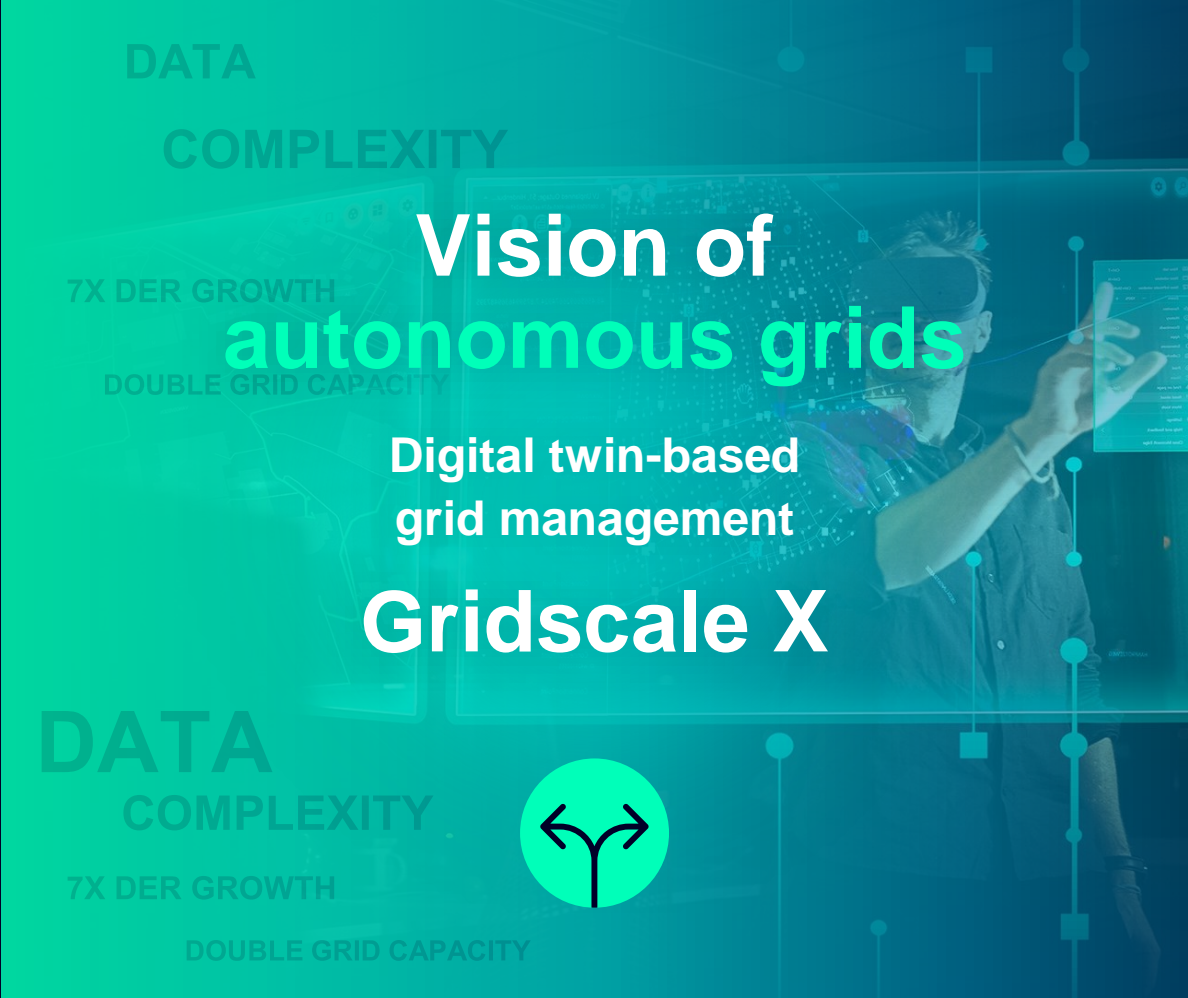 DATA
COMPLEXITY
Vision of
7X DER GROWTH
autonomous grids
DOUBLE GRID CAPACITY
Digital twin-based
grid management
Gridscale X
DATA
COMPLEXITY
7X DER GROWTH
DOUBLE GRID CAPACITY